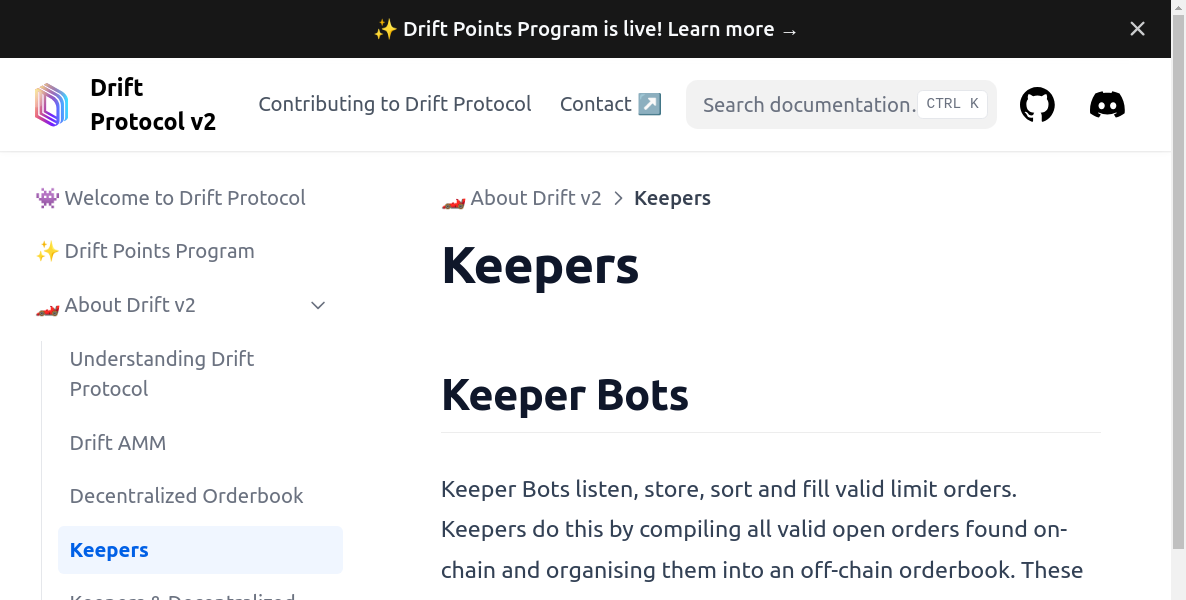 ✨ Drift Points Program is live! Learn more →
Drift
Protocol v2
Contributing to Drift Protocol
Contact ↗️
Search documentation.
CTRL K
👾 Welcome to Drift Protocol
✨ Drift Points Program
🏎️ About Drift v2
Understanding Drift
Protocol
Drift AMM
Decentralized Orderbook
Keepers
Keepers & Decentralized
🏎️ About Drift v2 > Keepers
Keepers
Keeper Bots
Keeper Bots listen, store, sort and fill valid limit orders.
Keepers do this by compiling all valid open orders found on-
chain and organising them into an off-chain orderbook. These